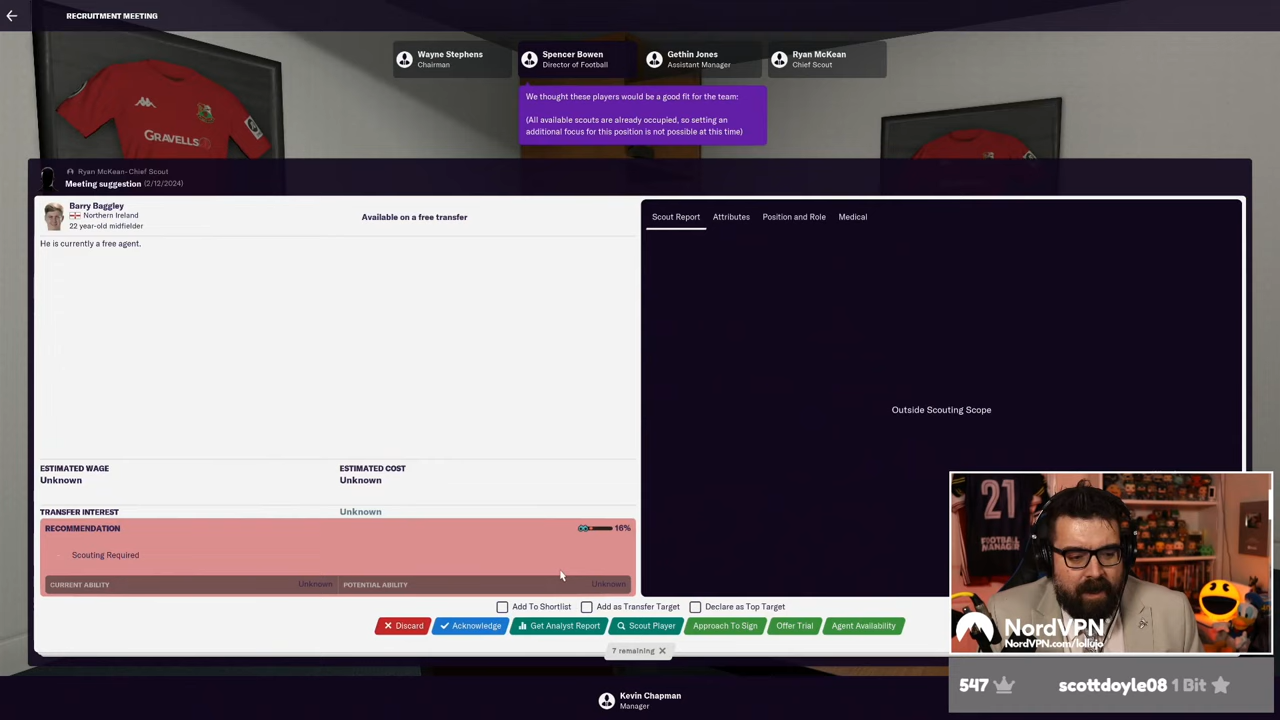 RECRUITMENT MEETING
Wayne Stephens
Chairman
Spencer Bowen
Director of Football
Gethin Jones
Assistant Manager
Ryan McKean
Chief Scout
We thought these players would be a good fit for the team:
(All available scouts are already occupied, so setting an
additional focus for this position is not possible at this time)
GRAVELLS
Ryan McKean- Chief Scout
Meeting suggestion (2/12/2024)
Barry Baggley
Northern Ireland
22 year-old midfielder
Available on a free transfer
He is currently a free agent.
Scout Report Attributes Position and Role Medical
Outside Scouting Scope
ESTIMATED WAGE
Unknown
ESTIMATED COST
Unknown
TRANSFER INTEREST Unknown
RECOMMENDATION 16%
- Scouting Required
CURRENT ABILITY Unknown POTENTIAL ABILITY Unknown
Add To Shortlist Add as Transfer Target Declare as Top Target
Discard Acknowledge Get Analyst Report Scout Player Approach To Sign Offer Trial Agent Availability
7 remaining
Kevin Chapman
Manager
21
FOOTBALL
MANAGER
NordVPN
NordVPN.com/lollujo
547 scottdoyle08 1 Bit